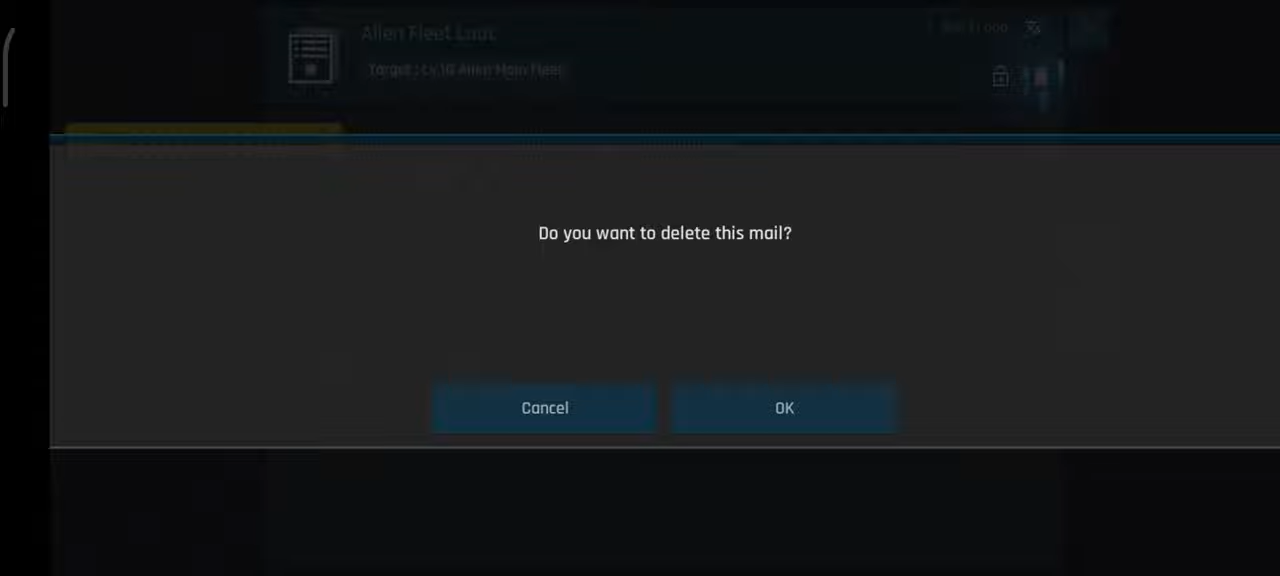 Alien Fleet Loot
Target : Lv.10 Alien Main Fleet
Do you want to delete this mail?
Cancel
OK